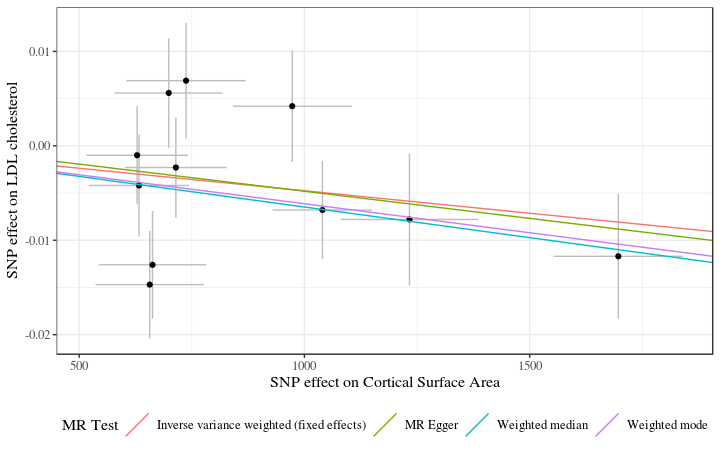 SNP effect on LDL cholesterol
0.01
0.00
-0.01
-0.02
500
1000
1500
SNP effect on Cortical Surface Area
MR Test
Inverse variance weighted (fixed effects)
MR Egger
Weighted median
Weighted mode